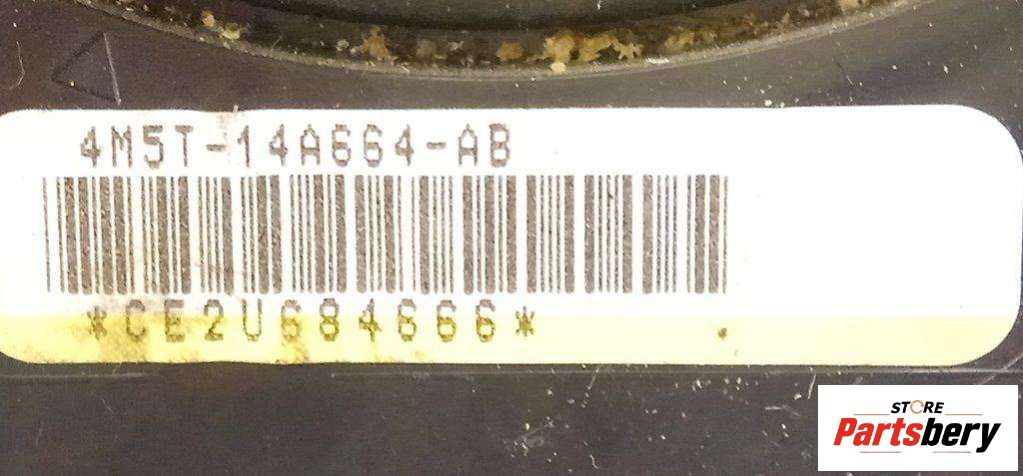 4M5T-14A664-AB
*CE2U684666*
STORE
Partsbery